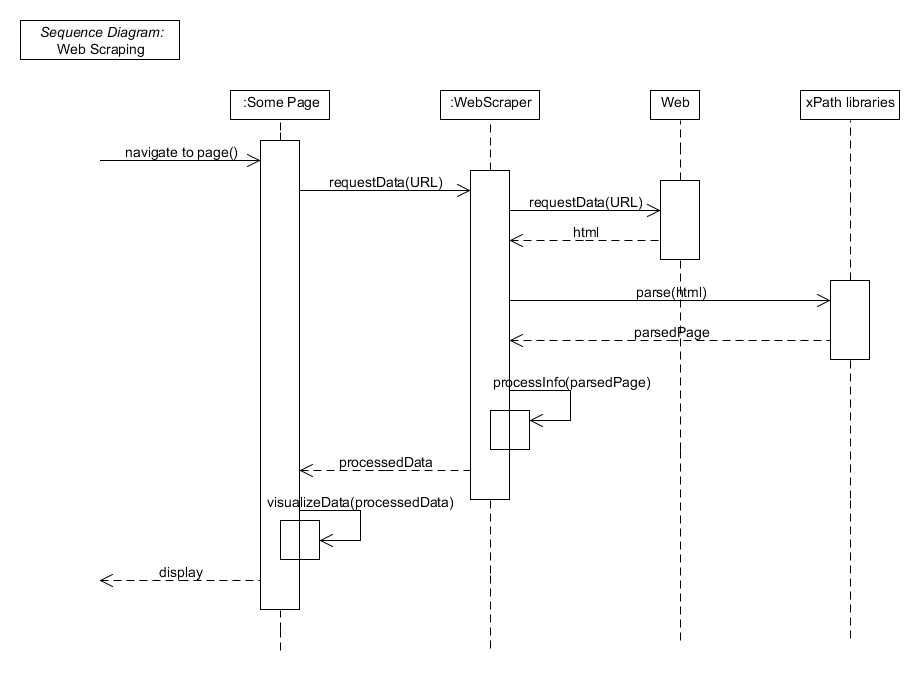 Sequence Diagram:
Web Scraping
:Some Page
:WebScraper
Web
xPath libraries
navigate to page()
requestData(URL)
requestData(URL)
html
parse(html)
parsedPage
processInfo(parsedPage)
processedData
visualizeData(processedData)
display